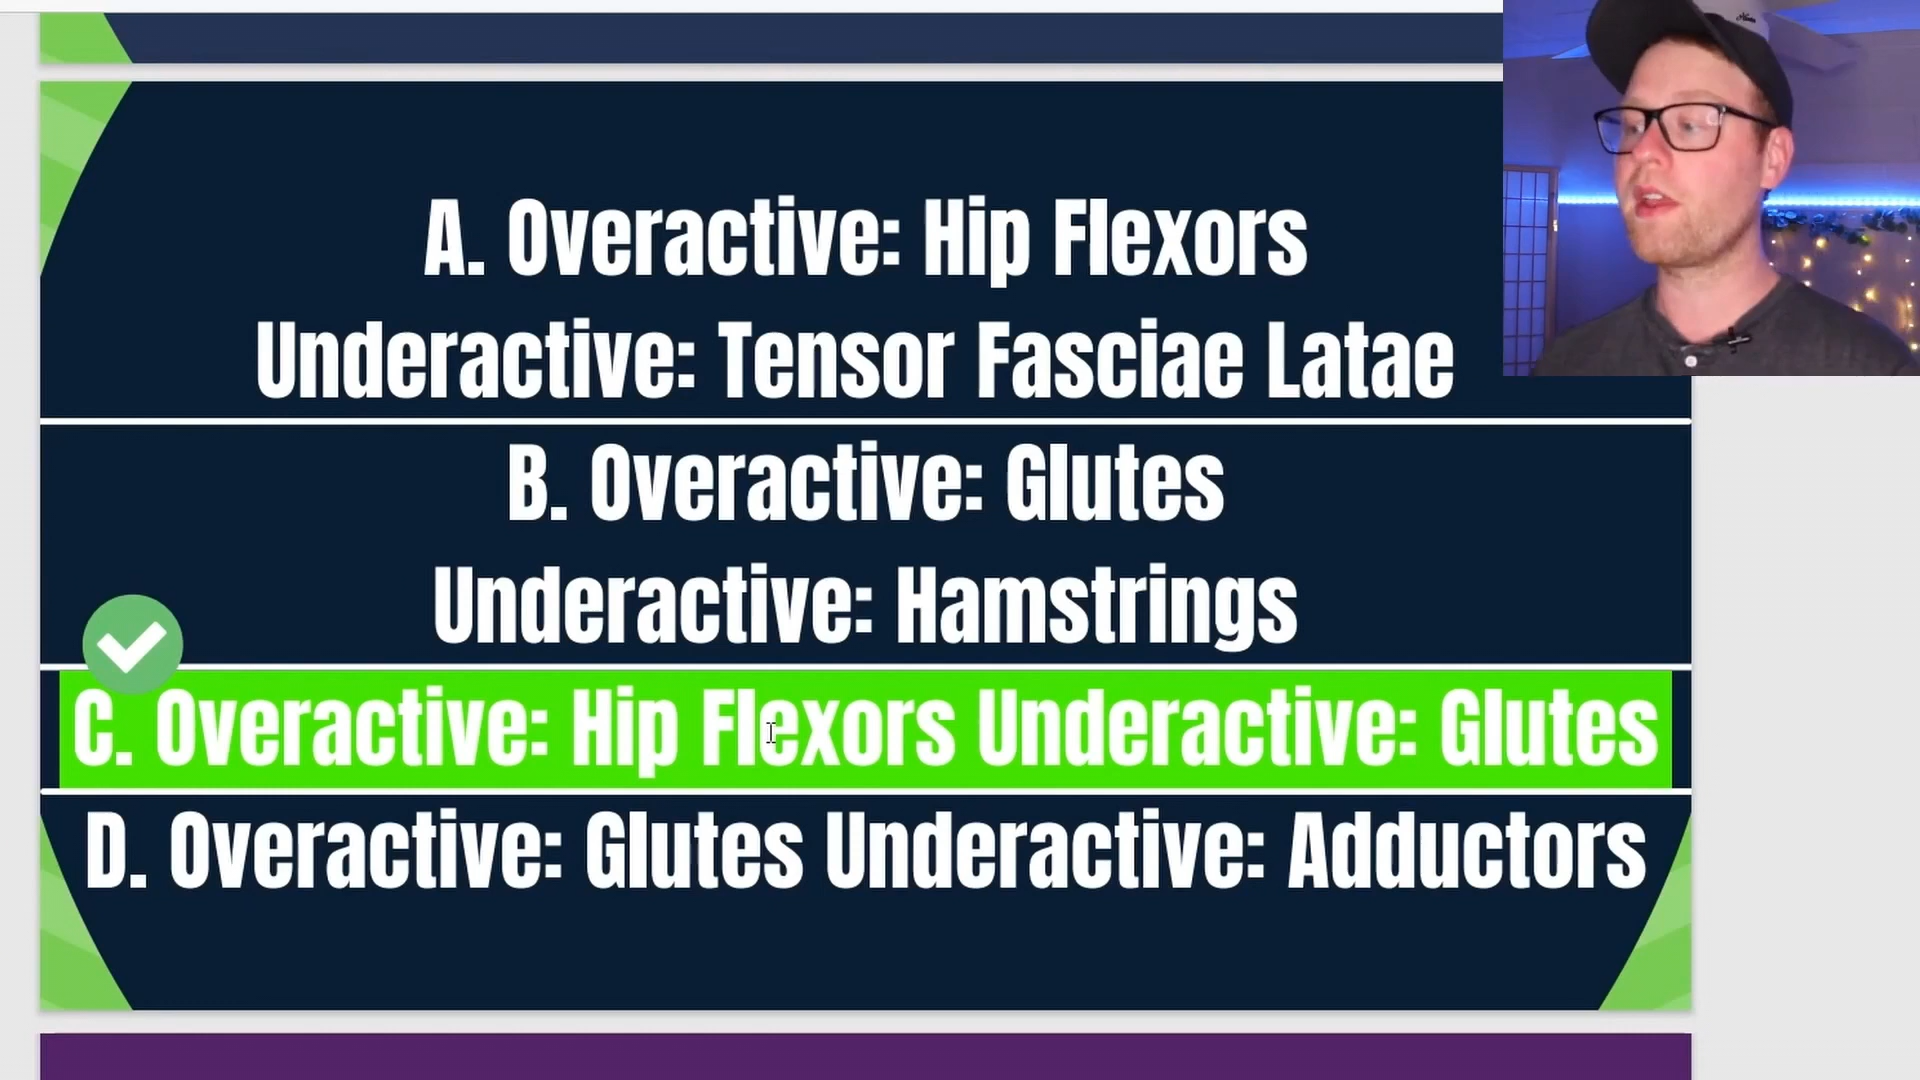 A. Overactive: Hip Flexors
Underactive: Tensor Fasciae Latae
B. Overactive: Glutes
Underactive: Hamstrings
C. Overactive: Hip Flexors Underactive: Glutes
D. Overactive: Glutes Underactive: Adductors